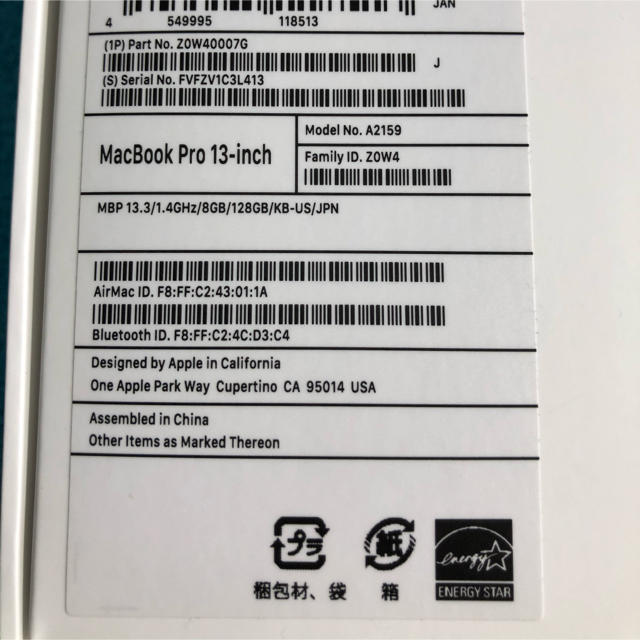 JAN
4 549995 118513
(1P) Part No. Z0W40007G
J
(S) Serial No. FVFZV1C3L413
MacBook Pro 13-inch
Model No. A2159
Family ID. Z0W4
MBP 13.3/1.4GHz/8GB/128GB/KB-US/JPN
AirMac ID. F8:FF:C2:43:01:1A
Bluetooth ID. F8:FF:C2:4C:D3:C4
Designed by Apple in California
One Apple Park Way Cupertino CA 95014 USA
Assembled in China
Other Items as Marked Thereon
プラ
紙
energy
ENERGY STAR
梱包材、袋
箱